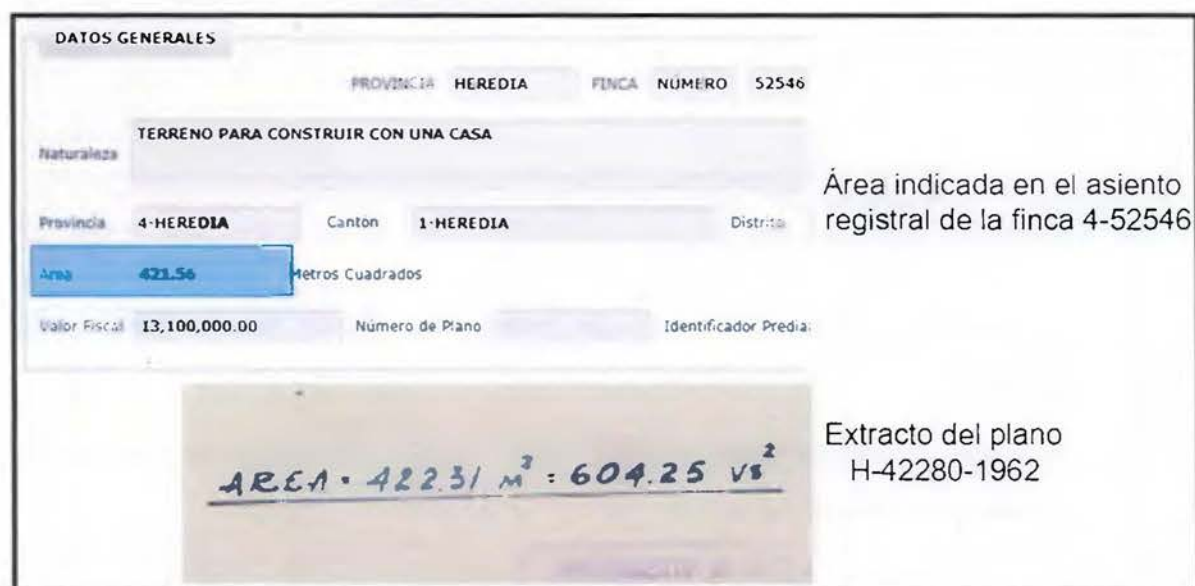 DATOS GENERALES
PROVINCIA HEREDIA FINCA NÚMERO 52546
TERRENO PARA CONSTRUIR CON UNA CASA
Naturaleza
Provincia 4-HEREDIA Canton 1-HEREDIA Distrito
Area 421.56 Metros Cuadrados
Valor Fiscal 13,100,000.00 Número de Plano Identificador Predia
Área indicada en el asiento
registral de la finca 4-52546
AREA = 422.31 M² = 604.25 VS²
Extracto del plano
H-42280-1962